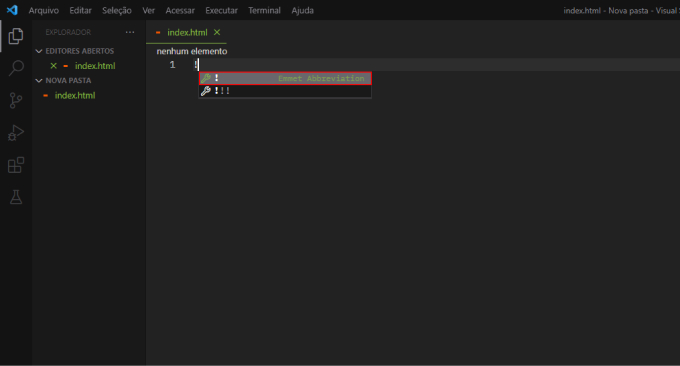 Arquivo Editar Seleção Ver Acessar Executar Terminal Ajuda index.html - Nova pasta - Visual S
EXPLORADOR ···
index.html ×
EDITORES ABERTOS
nenhum elemento
× index.html
1 !
NOVA PASTA
! Emmet Abbreviation
index.html
!!!